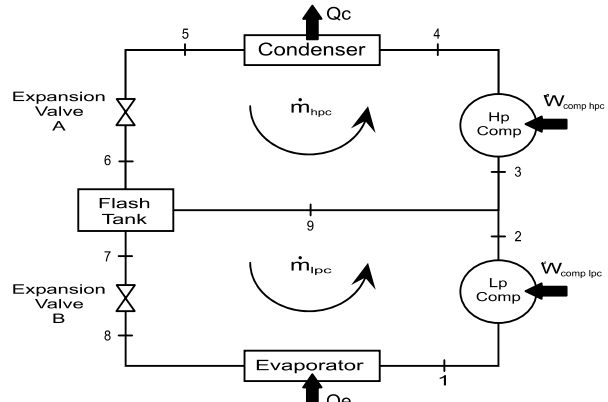 Qc
5
4
Condenser
Expansion
Valve
A
ṁhpc
Hp
Comp
Ẇcomp hpc
6
3
Flash
Tank
9
7
2
Expansion
Valve
B
ṁlpc
Lp
Comp
Ẇcomp lpc
8
Evaporator
1
Qe